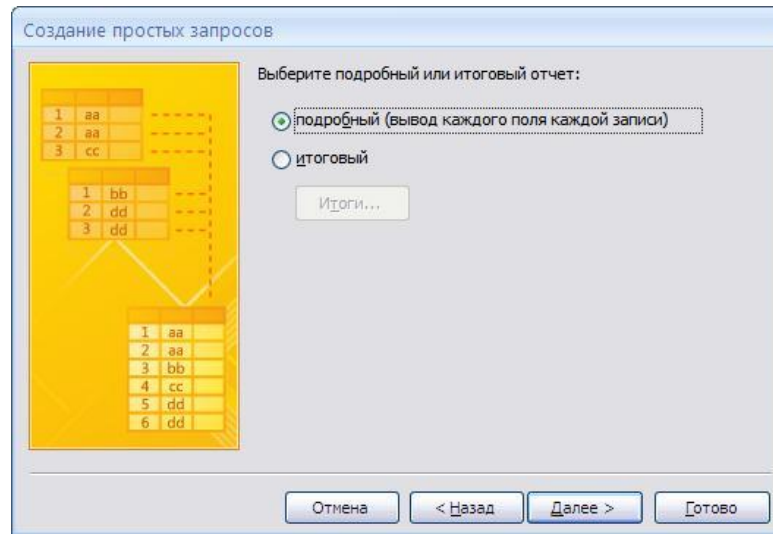 Создание простых запросов
Выберите подробный или итоговый отчет:
подробный (вывод каждого поля каждой записи)
итоговый
Итоги...
1 aa
2 aa
3 cc
1 bb
2 dd
3 dd
1 aa
2 aa
3 bb
4 cc
5 dd
6 dd
Отмена
< Назад
Далее >
Готово